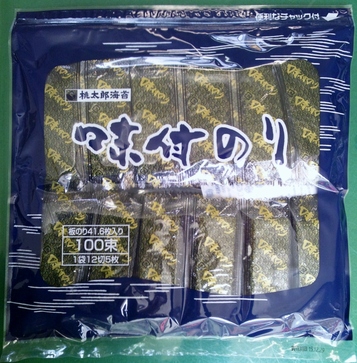 便利なチャック付
桃太郎海苔
味付のり
板のり41.6枚入り
100束
1袋12切5枚